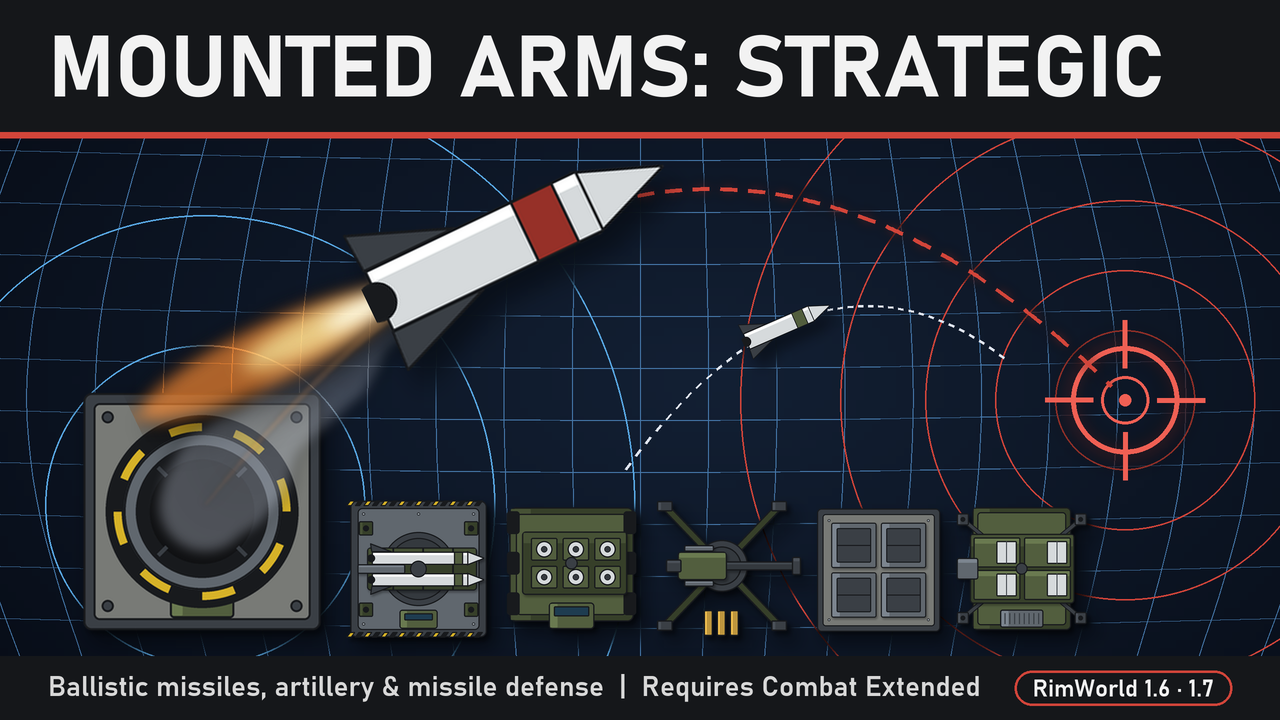 MOUNTED ARMS: STRATEGIC
Ballistic missiles, artillery & missile defense | Requires Combat Extended
RimWorld 1.6 · 1.7